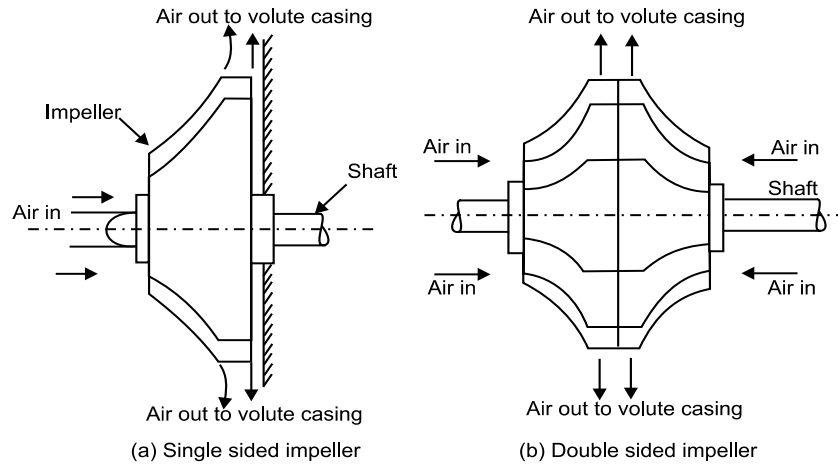 Air out to volute casing
Impeller
Shaft
Air in
Air out to volute casing
(a) Single sided impeller
Air out to volute casing
Air in
Air in
Shaft
Air in
Air in
Air out to volute casing
(b) Double sided impeller